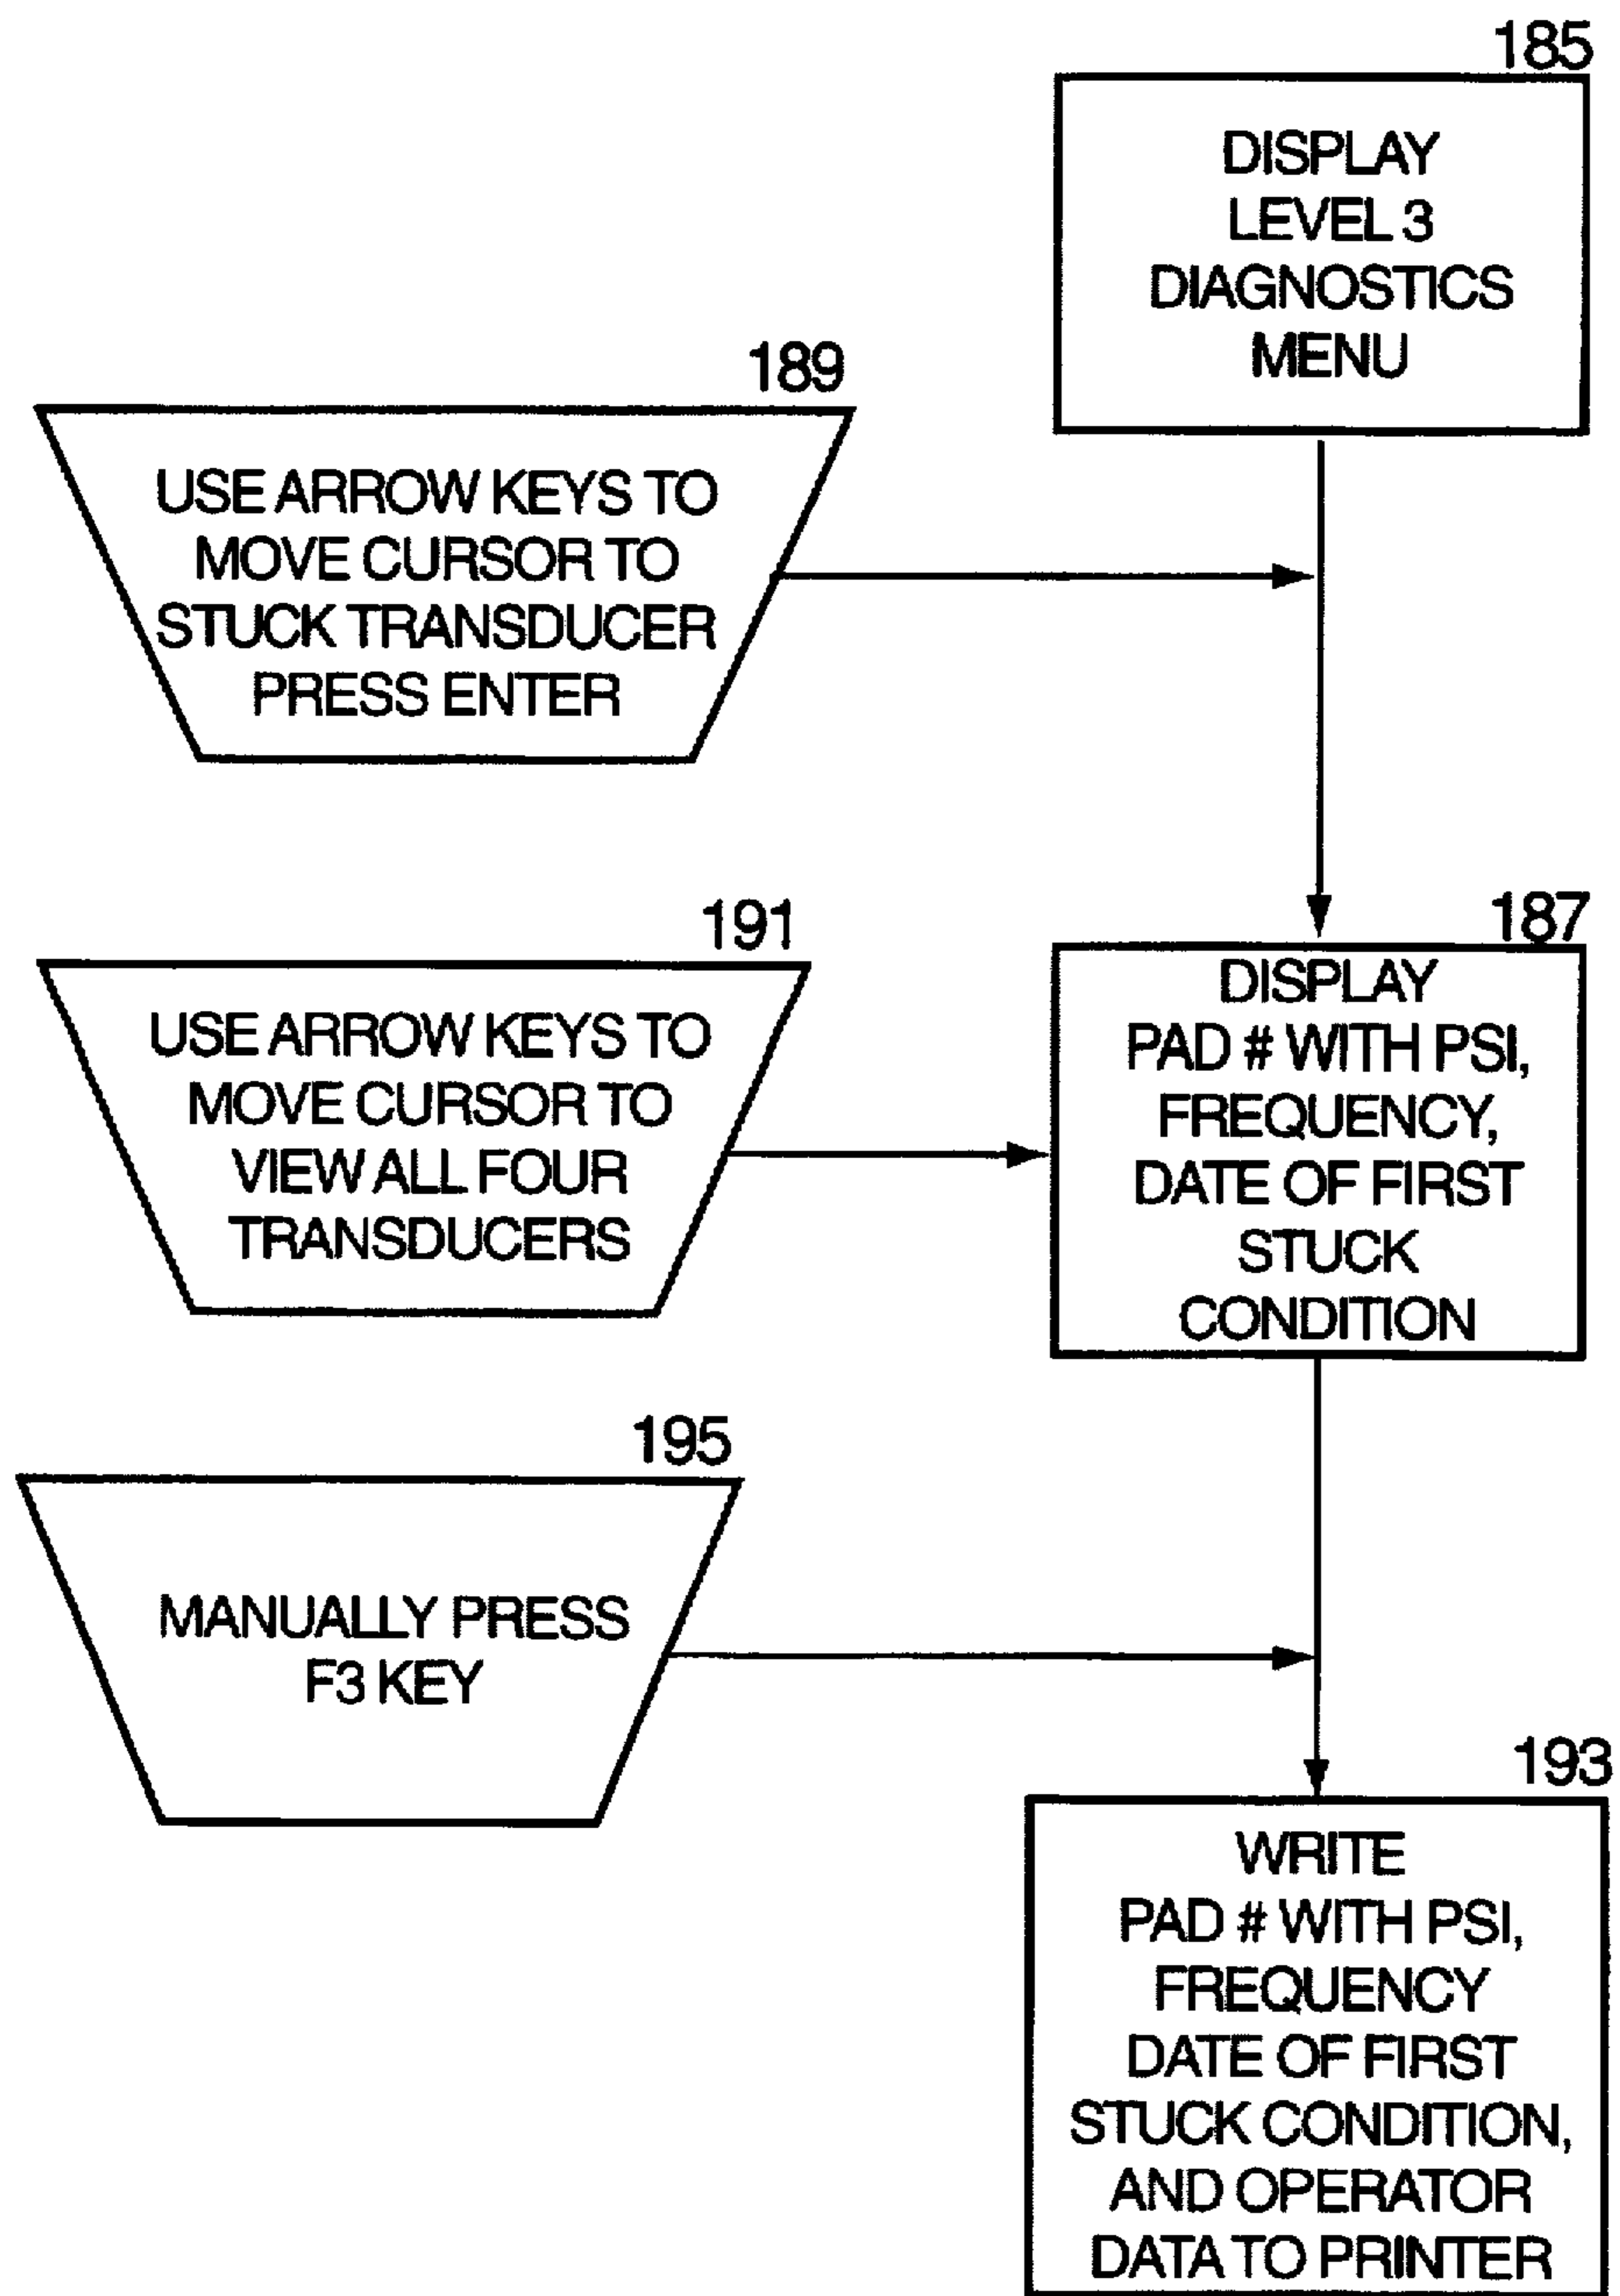 185
DISPLAY
LEVEL 3
DIAGNOSTICS
MENU
189
USE ARROW KEYS TO
MOVE CURSOR TO
STUCK TRANSDUCER
PRESS ENTER
191
USE ARROW KEYS TO
MOVE CURSOR TO
VIEW ALL FOUR
TRANSDUCERS
187
DISPLAY
PAD # WITH PSI,
FREQUENCY,
DATE OF FIRST
STUCK
CONDITION
195
MANUALLY PRESS
F3 KEY
193
WRITE
PAD # WITH PSI,
FREQUENCY
DATE OF FIRST
STUCK CONDITION,
AND OPERATOR
DATA TO PRINTER